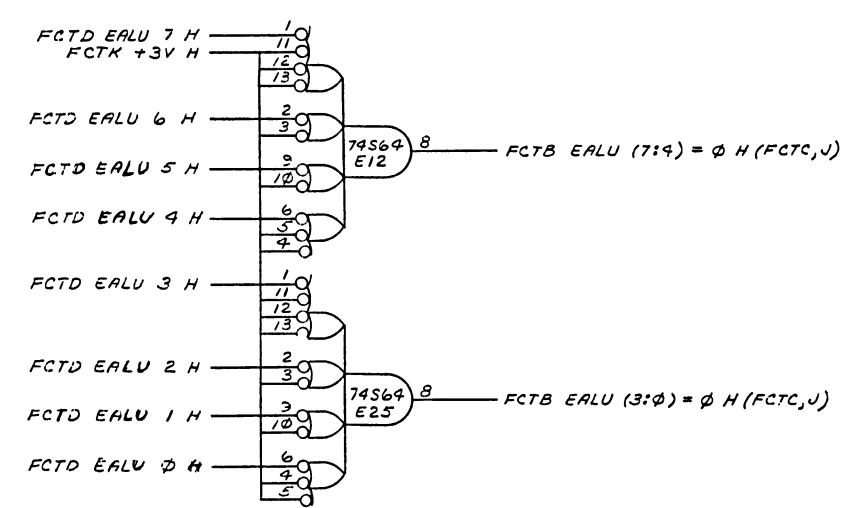 FCTD EALU 7 H
FCTK +3V H
1
11
12
13
FCTD EALU 6 H
2
3
FCTD EALU 5 H
9
1Ø
FCTD EALU 4 H
6
5
4
74S64
E12
8
FCTB EALU (7:4) = Ø H (FCTC,J)
FCTD EALU 3 H
1
11
12
13
FCTD EALU 2 H
2
3
FCTD EALU 1 H
9
1Ø
FCTD EALU Ø H
6
4
5
74S64
E25
8
FCTB EALU (3:Ø) = Ø H (FCTC,J)